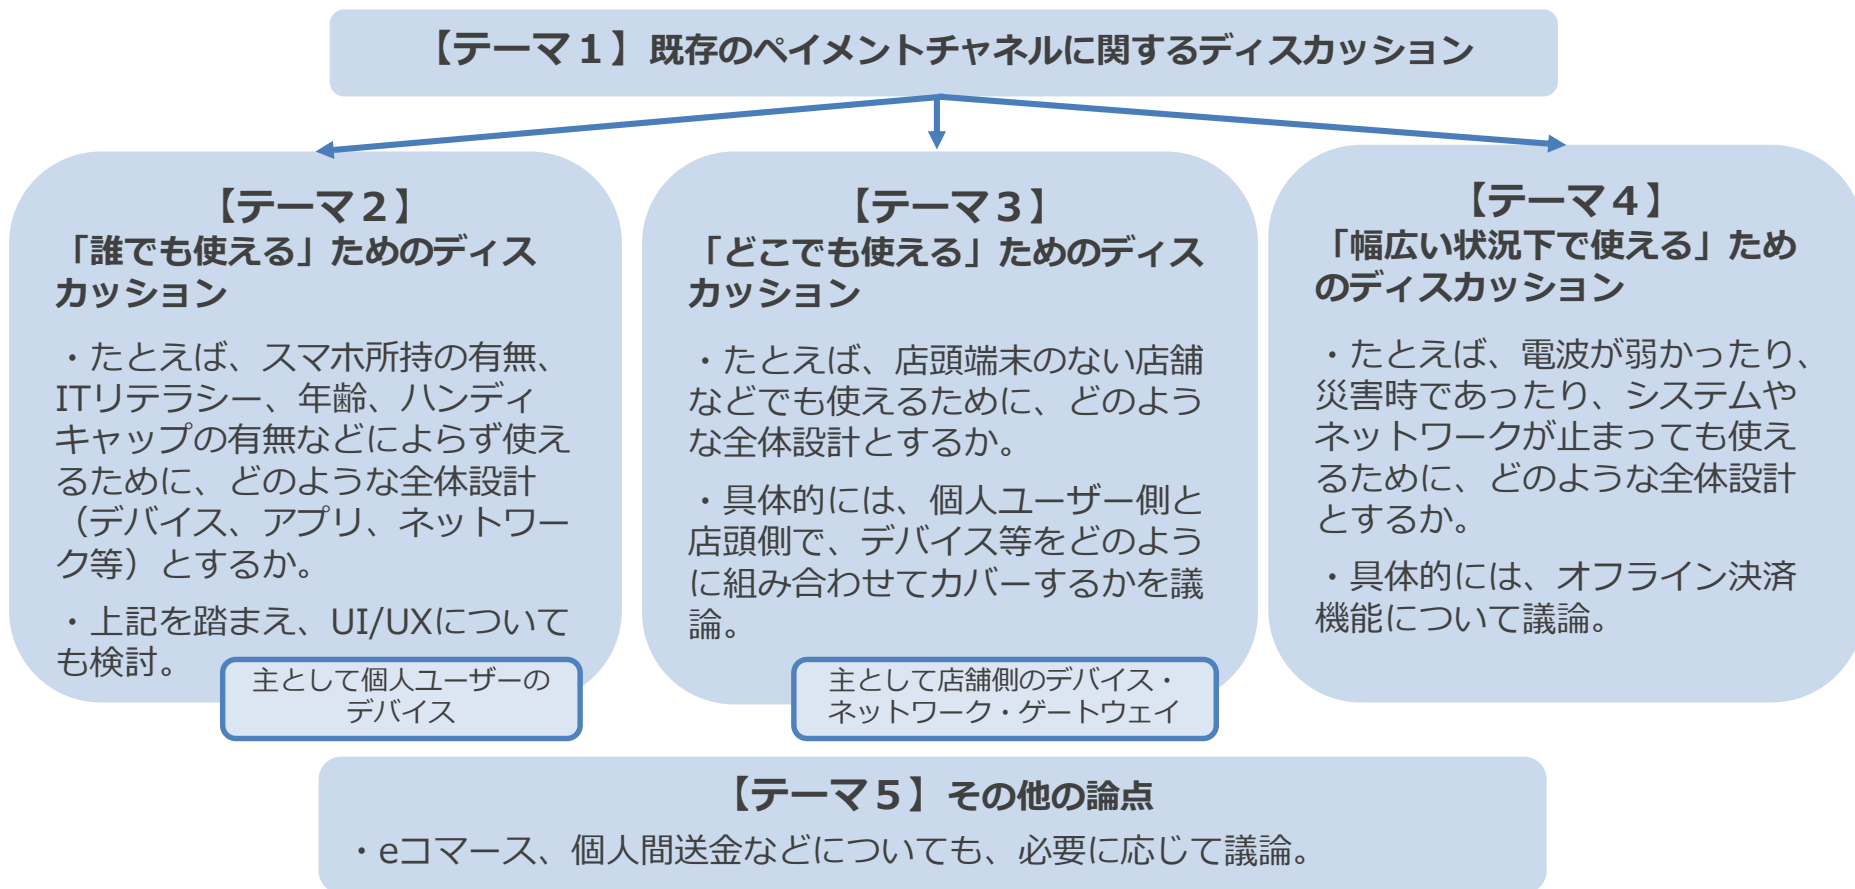 【テーマ１】既存のペイメントチャネルに関するディスカッション
【テーマ２】
「誰でも使える」ためのディス
カッション
・たとえば、スマホ所持の有無、
ITリテラシー、年齢、ハンディ
キャップの有無などによらず使え
るために、どのような全体設計
（デバイス、アプリ、ネットワー
ク等）とするか。
・上記を踏まえ、UI/UXについて
も検討。
主として個人ユーザーの
デバイス
【テーマ３】
「どこでも使える」ためのディス
カッション
・たとえば、店頭端末のない店舗
などでも使えるために、どのよう
な全体設計とするか。
・具体的には、個人ユーザー側と
店頭側で、デバイス等をどのよう
に組み合わせてカバーするかを議
論。
主として店舗側のデバイス・
ネットワーク・ゲートウェイ
【テーマ４】
「幅広い状況下で使える」ため
のディスカッション
・たとえば、電波が弱かったり、
災害時であったり、システムや
ネットワークが止まっても使え
るために、どのような全体設計
とするか。
・具体的には、オフライン決済
機能について議論。
【テーマ５】その他の論点
・eコマース、個人間送金などについても、必要に応じて議論。